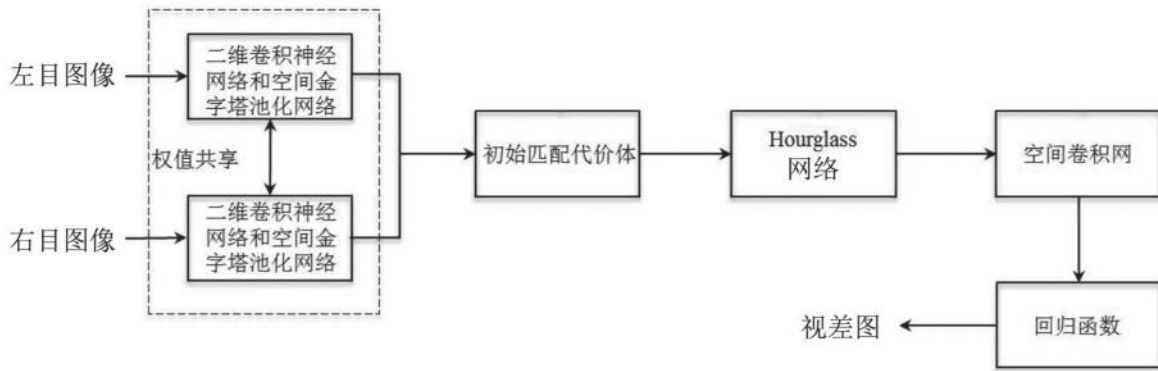 左目图像
二维卷积神经
网络和空间金
字塔池化网络
权值共享
右目图像
二维卷积神经
网络和空间金
字塔池化网络
初始匹配代价体
Hourglass
网络
空间卷积网
回归函数
视差图